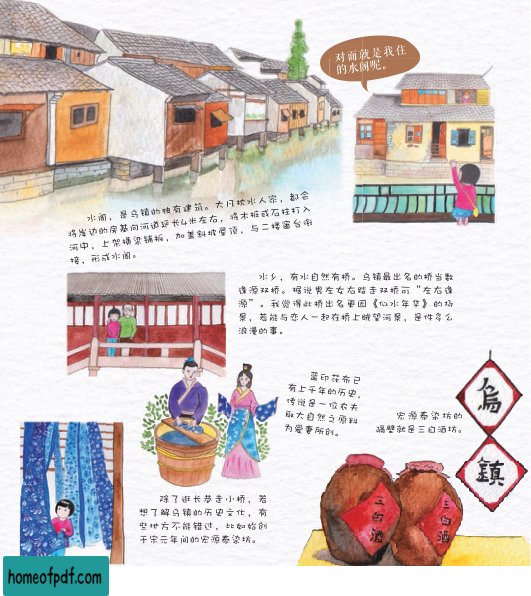 对面就是我住
的水阁呢。
水阁，是乌镇的独有建筑。大凡枕水人家，都会
将岸边的房基向河道延长4米左右，将木桩或石柱打入
河中，上架横梁铺板，加盖斜坡屋顶，与二楼窗台衔
接，形成水阁。
水乡，有水自然有桥。乌镇最出名的桥当数
逢源双桥。据说男左女右踏走双桥可“左右逢
源”。我觉得此桥出名更因《似水年华》的场
景，若能与恋人一起在桥上眺望河景，是件多么
浪漫的事。
蓝印花布已
有上千年的历史，
传说是一位农夫
取大自然之原料
为爱妻所创。
宏源泰染坊的
隔壁就是三白酒坊。
烏
鎮
三白酒
三白酒
除了逛长巷走小桥，若
想了解乌镇的历史文化，有
些地方不能错过，比如始创
于宋元年间的宏源泰染坊。
homeofpdf.com